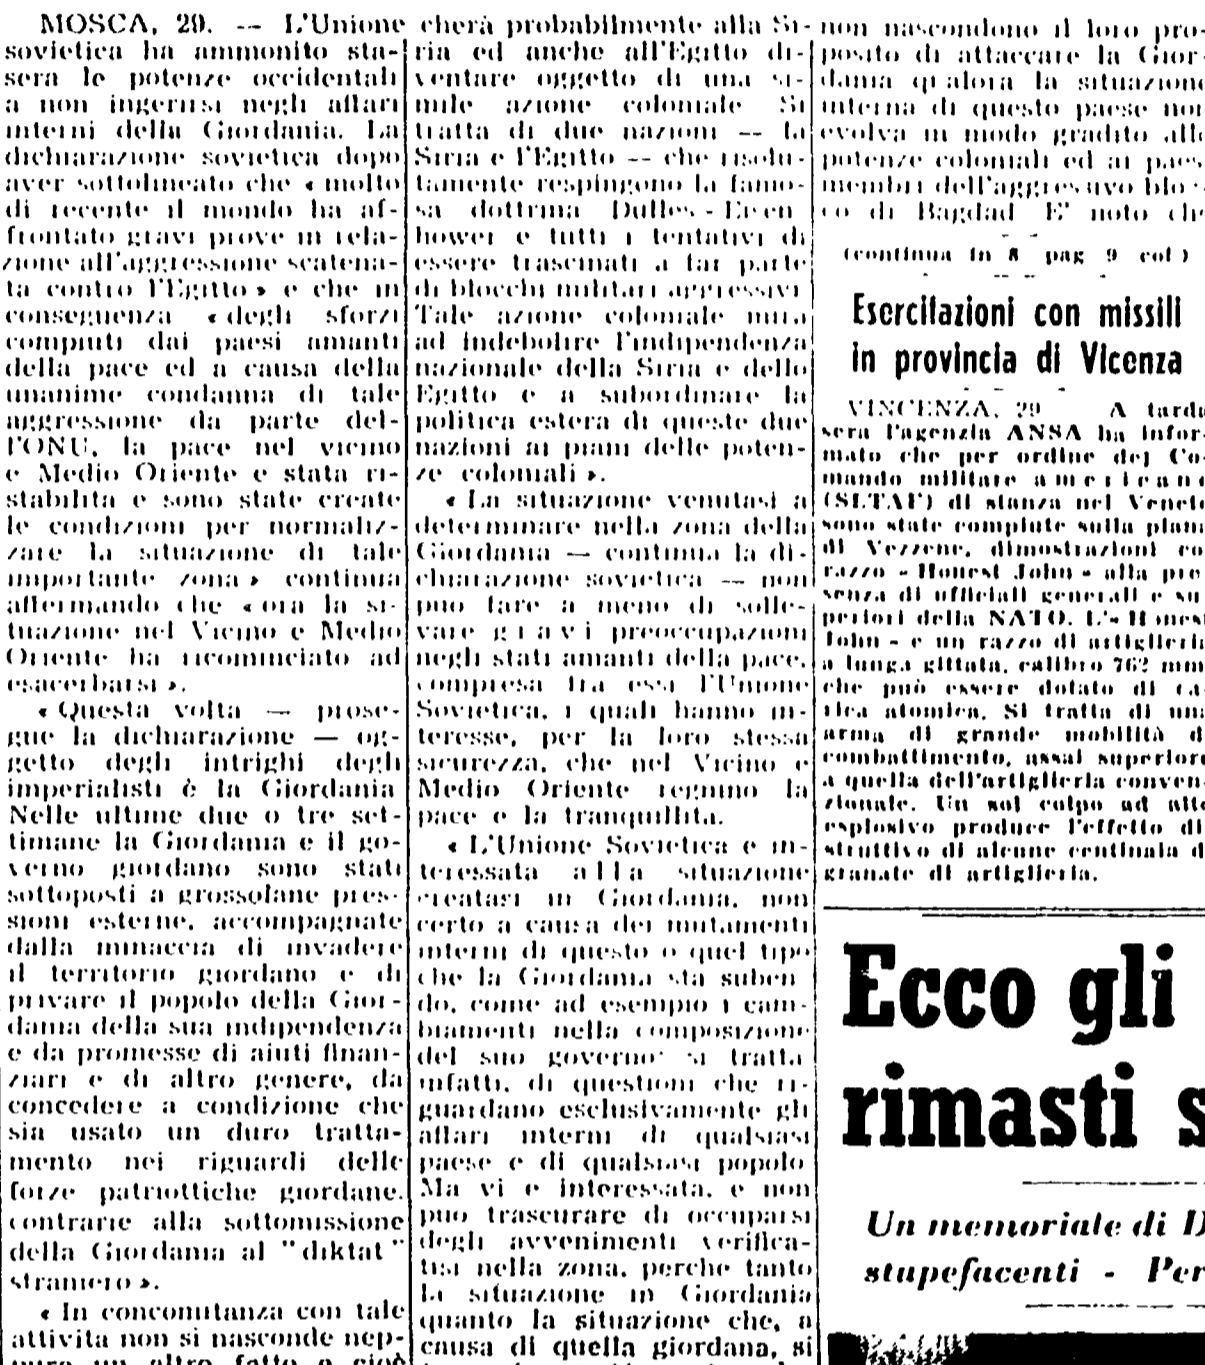 MOSCA, 29. -- L'Unione
sovietica ha ammonito sta-
sera le potenze occidentali
a non ingerirsi negli affari
interni della Giordania. La
dichiarazione sovietica dopo
aver sottolineato che « molto
di recente il mondo ha af-
frontato gravi prove in rela-
zione all'aggressione scatena-
ta contro l'Egitto » e che in
conseguenza « degli sforzi
compiuti dai paesi amanti
della pace ed a causa della
unanime condanna di tale
aggressione da parte del-
l'ONU, la pace nel vicino
e Medio Oriente e stata ri-
stabilita e sono state create
le condizioni per normaliz-
zare la situazione di tale
importante zona » continua
affermando che « ora la si-
tuazione nel Vicino e Medio
Oriente ha ricominciato ad
esacerbarsi ».
« Questa volta — prose-
gue la dichiarazione — og-
getto degli intrighi degli
imperialisti è la Giordania
Nelle ultime due o tre set-
timane la Giordania e il go-
verno giordano sono stati
sottoposti a grossolane pres-
sioni esterne, accompagnate
dalla minaccia di invadere
il territorio giordano e di
privare il popolo della Gior-
dania della sua indipendenza
e da promesse di aiuti finan-
ziari e di altro genere, da
concedere a condizione che
sia usato un duro tratta-
mento nei riguardi delle
forze patriottiche giordane,
contrarie alla sottomissione
della Giordania al "diktat"
straniero ».
« In concomitanza con tale
attivita non si nasconde nep-
pure un altro fatto e cioè
cherà probabilmente alla Si-
ria ed anche all'Egitto di-
ventare oggetto di una si-
mile azione coloniale Si
tratta di due nazioni -- la
Siria e l'Egitto -- che risolu-
tamente respingono la famo-
sa dottrina Dulles-Eisen
hower e tutti i tentativi di
essere trascinati a far parte
di blocchi militari aggressivi
Tale azione coloniale mira
ad indebolire l'indipendenza
nazionale della Siria e dello
Egitto e a subordinare la
politica estera di queste due
nazioni ai piani delle poten-
ze coloniali ».
« La situazione venutasi a
determinare nella zona della
Giordania — continua la di-
chiarazione sovietica — non
puo fare a meno di solle-
vare gravi preoccupazioni
negli stati amanti della pace,
compresa fra essi l'Unione
Sovietica, i quali hanno in-
teresse, per la loro stessa
sicurezza, che nel Vicino e
Medio Oriente regnino la
pace e la tranquillita.
« L'Unione Sovietica e in-
teressata alla situazione
creatasi in Giordania, non
certo a causa dei mutamenti
interni di questo o quel tipo
che la Giordania sta suben
do, come ad esempio i cam-
biamenti nella composizione
del suo governo: si tratta
infatti, di questioni che ri-
guardano esclusivamente gli
affari interni di qualsiasi
paese e di qualsiasi popolo
Ma vi e interessata, e non
puo trascurare di occuparsi
degli avvenimenti verifica-
tisi nella zona, perche tanto
la situazione in Giordania
quanto la situazione che, a
causa di quella giordana, si
non nascondono il loro pro-
posito di attaccare la Gior-
dania qualora la situazione
interna di questo paese non
evolva in modo gradito alle
potenze coloniali ed ai paesi
membri dell'aggressivo bloc-
co di Bagdad E' noto che
(continua in 8 pag 9 col)
Esercitazioni con missili
in provincia di Vicenza
VINCENZA, 29 A tarda
sera l'agenzia ANSA ha infor-
mato che per ordine del Co-
mando militare americano
(SETAF) di stanza nel Veneto
sono state compiute sulla piana
di Vezzene, dimostrazioni co
razzo - Honest John - alla pre-
senza di ufficiali generali e su-
periori della NATO. L'- Honest
John - e un razzo di artiglieria
a lunga gittata, calibro 762 mm
che può essere dotato di ca-
rica atomica. Si tratta di una
arma di grande mobilità di
combattimento, assai superiore
a quella dell'artiglieria conven-
zionale. Un sol colpo ad alto
esplosivo produce l'effetto di-
struttivo di alcune centinaia di
granate di artiglieria.
Ecco gli
rimasti s
Un memoriale di D
stupefacenti - Per